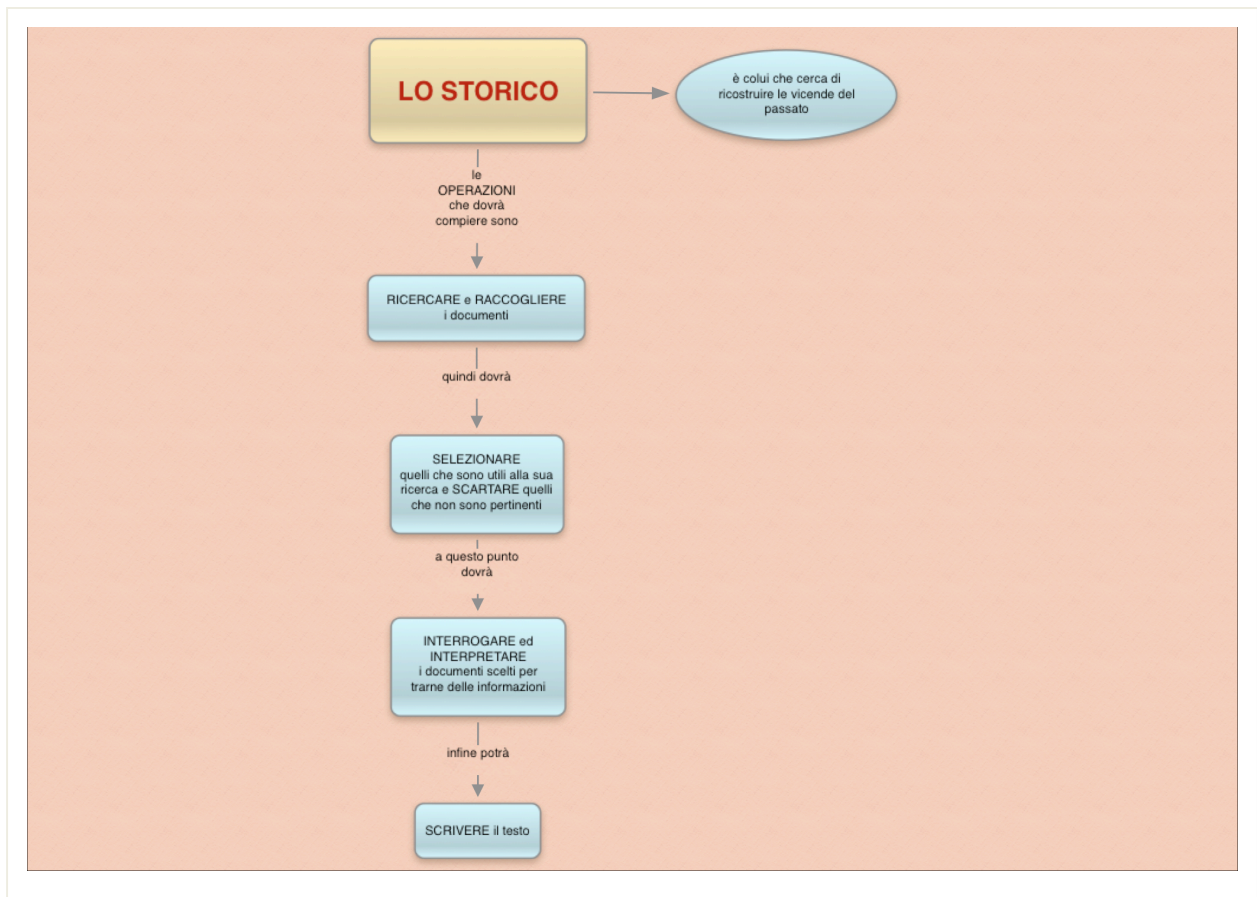 LO STORICO
è colui che cerca di
ricostruire le vicende del
passato
le
OPERAZIONI
che dovrà
compiere sono
RICERCARE e RACCOGLIERE
i documenti
quindi dovrà
SELEZIONARE
quelli che sono utili alla sua
ricerca e SCARTARE quelli
che non sono pertinenti
a questo punto
dovrà
INTERROGARE ed
INTERPRETARE
i documenti scelti per
trarne delle informazioni
infine potrà
SCRIVERE il testo